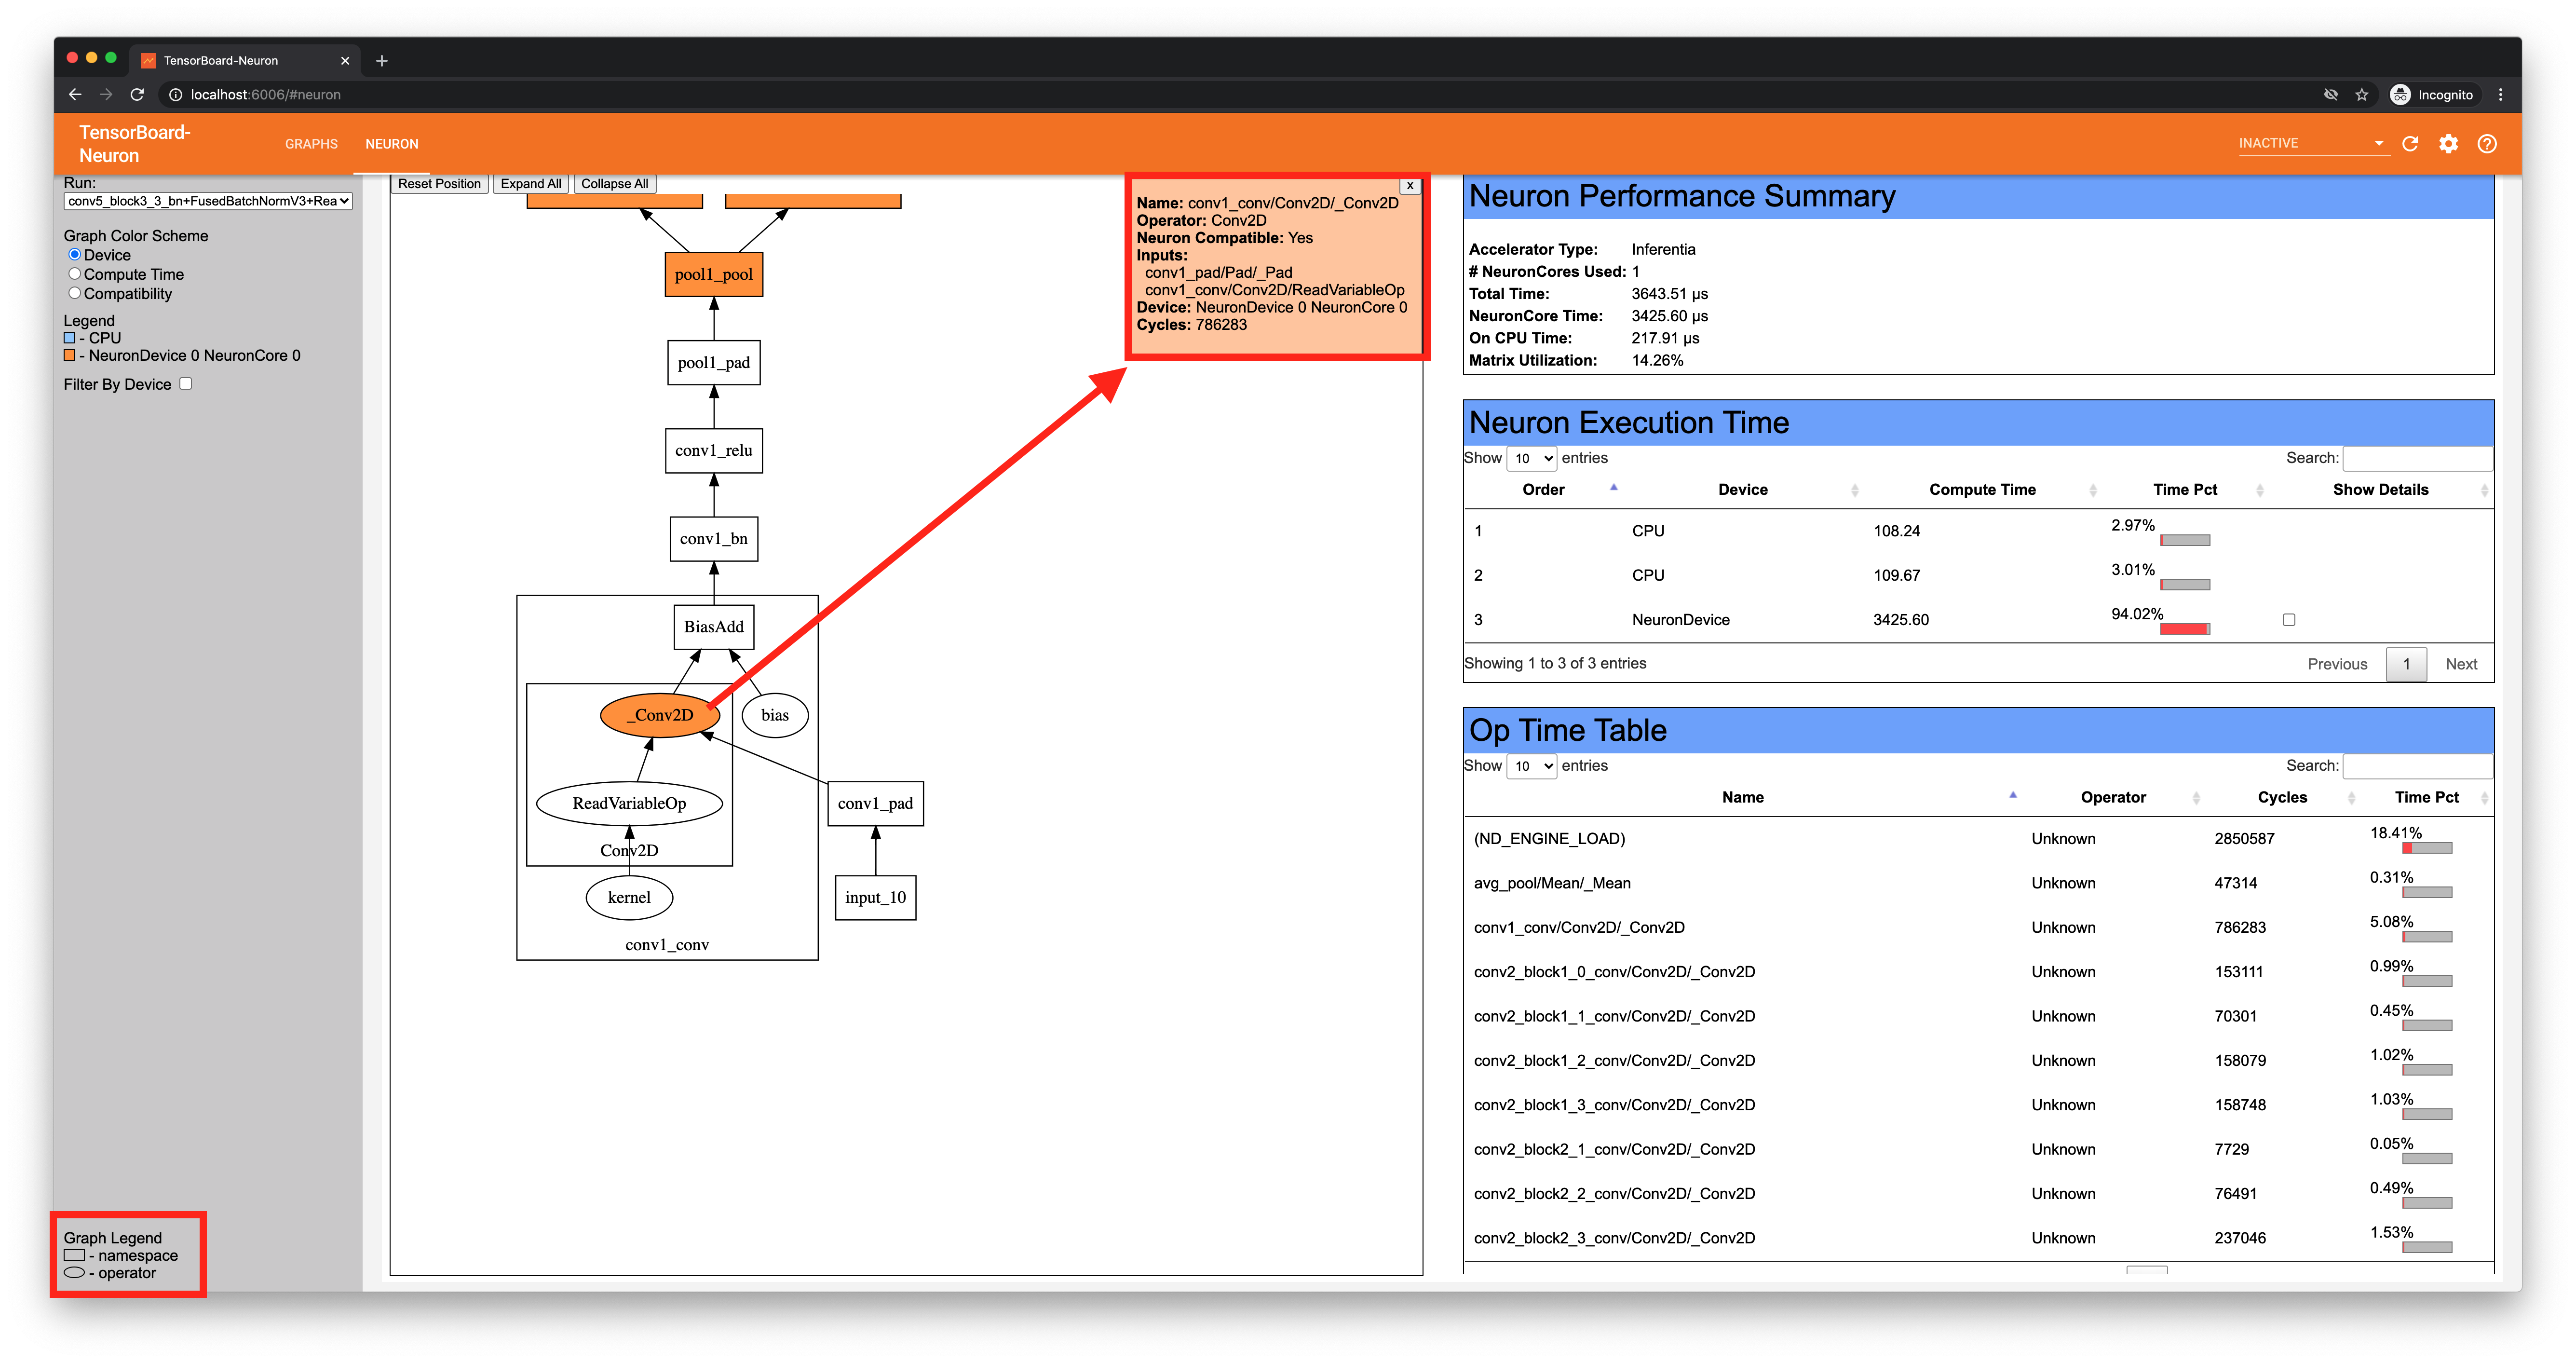 TensorBoard-Neuron
localhost:6006/#neuron
Incognito
TensorBoard-
Neuron
GRAPHS
NEURON
INACTIVE
Run:
conv5_block3_3_bn+FusedBatchNormV3+Rea
Graph Color Scheme
Device
Compute Time
Compatibility
Legend
- CPU
- NeuronDevice 0 NeuronCore 0
Filter By Device
Graph Legend
- namespace
- operator
Reset Position
Expand All
Collapse All
pool1_pool
pool1_pad
conv1_relu
conv1_bn
BiasAdd
_Conv2D
bias
ReadVariableOp
conv1_pad
Conv2D
kernel
input_10
conv1_conv
x
Name: conv1_conv/Conv2D/_Conv2D
Operator: Conv2D
Neuron Compatible: Yes
Inputs:
conv1_pad/Pad/_Pad
conv1_conv/Conv2D/ReadVariableOp
Device: NeuronDevice 0 NeuronCore 0
Cycles: 786283
Neuron Performance Summary
Accelerator Type: Inferentia
# NeuronCores Used: 1
Total Time: 3643.51 µs
NeuronCore Time: 3425.60 µs
On CPU Time: 217.91 µs
Matrix Utilization: 14.26%
Neuron Execution Time
Show 10 entries Search:
Order Device Compute Time Time Pct Show Details
1 CPU 108.24 2.97%
2 CPU 109.67 3.01%
3 NeuronDevice 3425.60 94.02%
Showing 1 to 3 of 3 entries Previous 1 Next
Op Time Table
Show 10 entries Search:
Name Operator Cycles Time Pct
(ND_ENGINE_LOAD) Unknown 2850587 18.41%
avg_pool/Mean/_Mean Unknown 47314 0.31%
conv1_conv/Conv2D/_Conv2D Unknown 786283 5.08%
conv2_block1_0_conv/Conv2D/_Conv2D Unknown 153111 0.99%
conv2_block1_1_conv/Conv2D/_Conv2D Unknown 70301 0.45%
conv2_block1_2_conv/Conv2D/_Conv2D Unknown 158079 1.02%
conv2_block1_3_conv/Conv2D/_Conv2D Unknown 158748 1.03%
conv2_block2_1_conv/Conv2D/_Conv2D Unknown 7729 0.05%
conv2_block2_2_conv/Conv2D/_Conv2D Unknown 76491 0.49%
conv2_block2_3_conv/Conv2D/_Conv2D Unknown 237046 1.53%